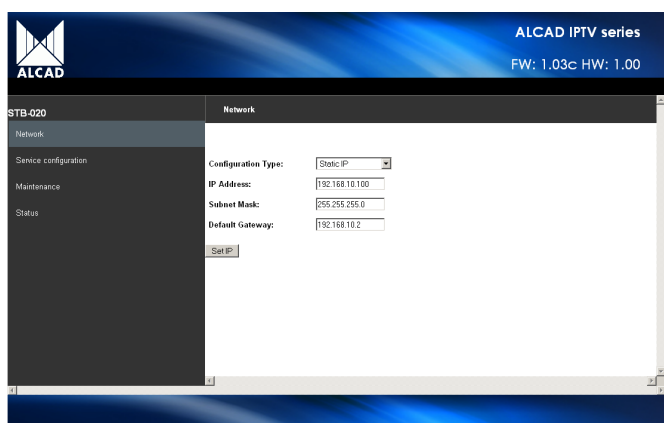 ALCAD IPTV series
FW: 1.03c HW: 1.00
ALCAD
STB-020
Network
Service configuration
Maintenance
Status
Network
Configuration Type: Static IP
IP Address: 192.168.10.100
Subnet Mask: 255.255.255.0
Default Gateway: 192.168.10.2
Set IP